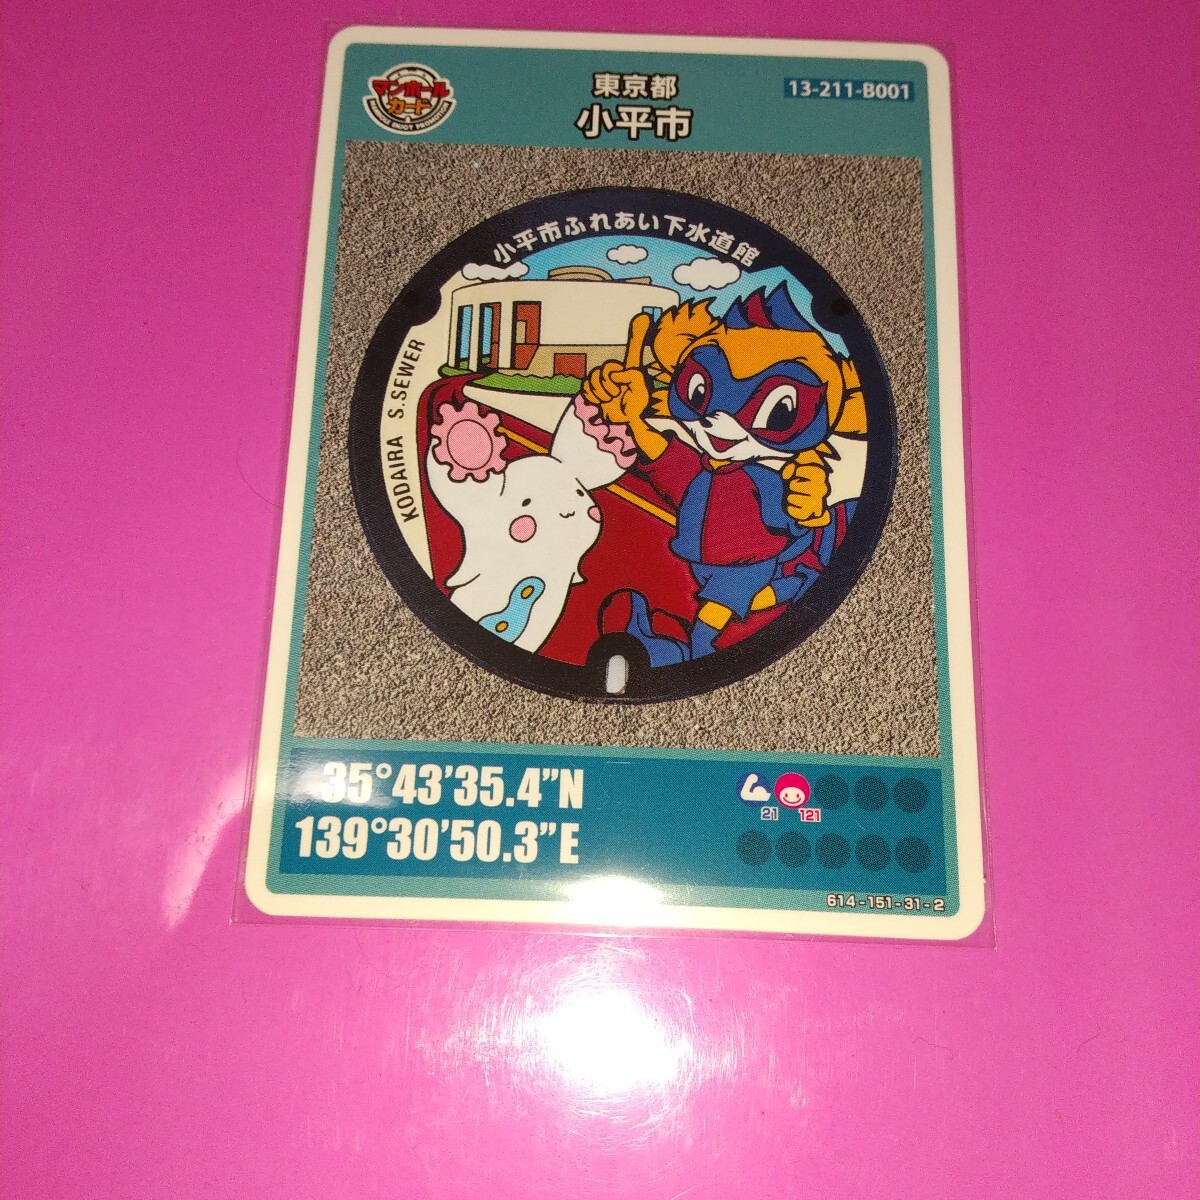 マンホール
カード
東京都
小平市
13-211-B001
小平市ふれあい下水道館
KODAIRA S.SEWER
35°43'35.4"N
139°30'50.3"E
21
121
614-151-31-2